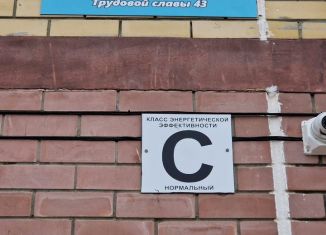 Трудовой славы 43
КЛАСС ЭНЕРГЕТИЧЕСКОЙ
ЭФФЕКТИВНОСТИ
C
НОРМАЛЬНЫЙ